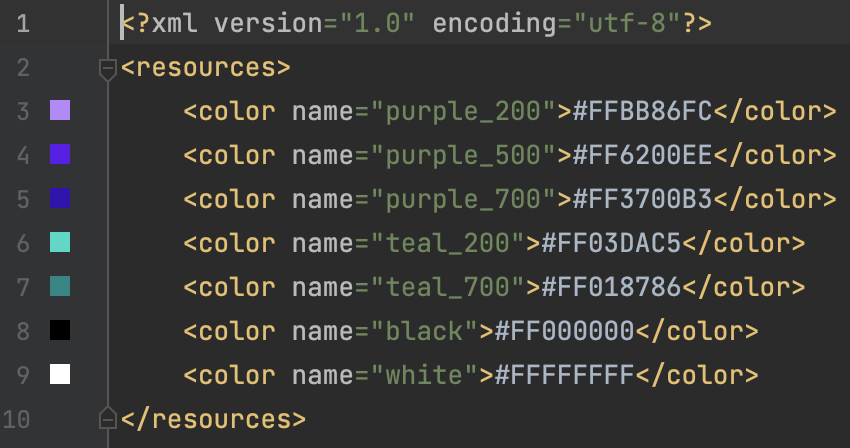 1 <?xml version="1.0" encoding="utf-8"?>
2 <resources>
3 <color name="purple_200">#FFBB86FC</color>
4 <color name="purple_500">#FF6200EE</color>
5 <color name="purple_700">#FF3700B3</color>
6 <color name="teal_200">#FF03DAC5</color>
7 <color name="teal_700">#FF018786</color>
8 <color name="black">#FF000000</color>
9 <color name="white">#FFFFFFFF</color>
10 </resources>